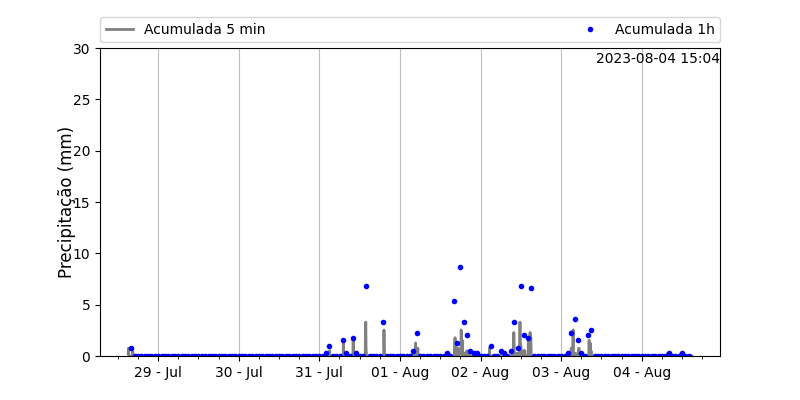 Acumulada 5 min
Acumulada 1h
2023-08-04 15:04
Precipitação (mm)
30
25
20
15
10
5
0
29 - Jul
30 - Jul
31 - Jul
01 - Aug
02 - Aug
03 - Aug
04 - Aug